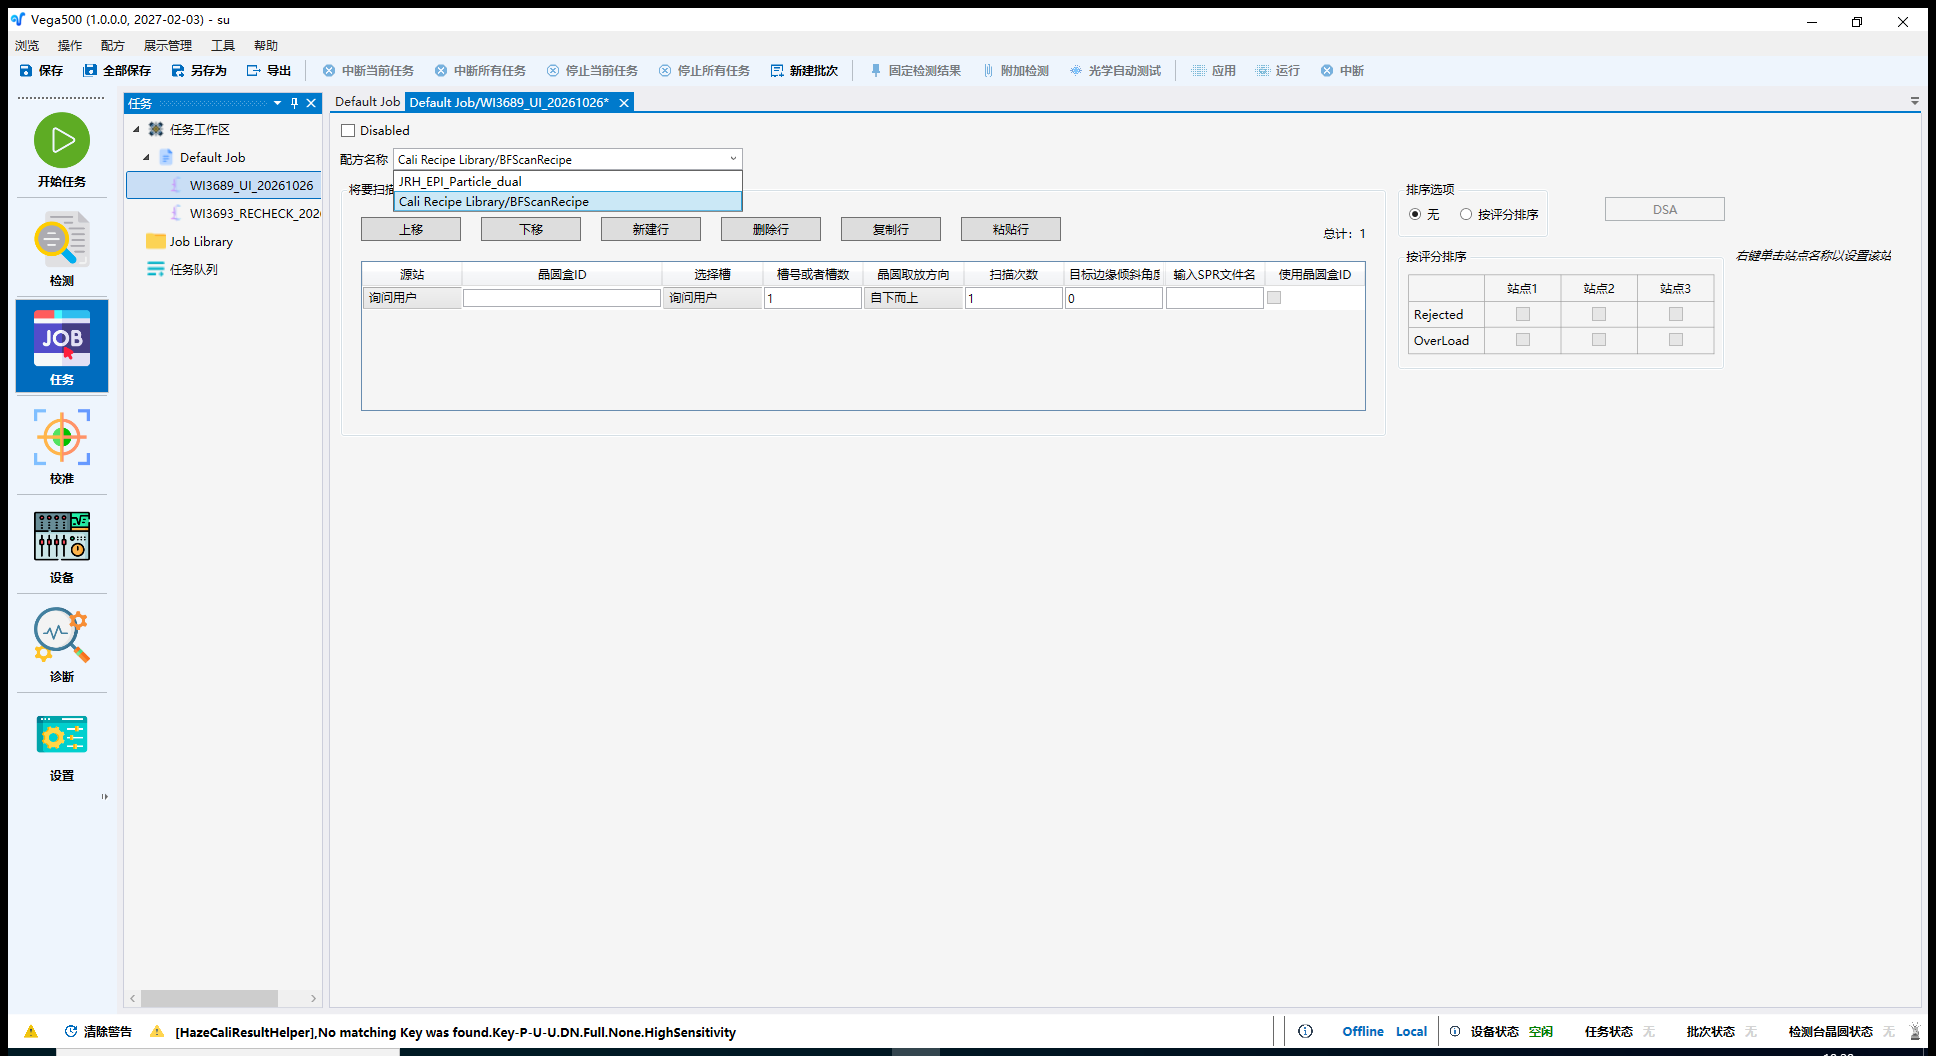 Vega500 (1.0.0.0, 2027-02-03) - su
浏览 操作 配方 展示管理 工具 帮助
保存 全部保存 另存为 导出 中断当前任务 中断所有任务 停止当前任务 停止所有任务 新建批次 固定检测结果 附加检测 光学自动测试 应用 运行 中断
开始任务
检测
JOB
任务
校准
设备
诊断
设置
任务
任务工作区
Default Job
WI3689_UI_20261026
WI3693_RECHECK_202
Job Library
任务队列
Default Job Default Job/WI3689_UI_20261026*
Disabled
配方名称 Cali Recipe Library/BFScanRecipe
JRH_EPI_Particle_dual
Cali Recipe Library/BFScanRecipe
将要扫描
上移 下移 新建行 删除行 复制行 粘贴行
总计：1
源站 晶圆盒ID 选择槽 槽号或者槽数 晶圆取放方向 扫描次数 目标边缘倾斜角度 输入SPR文件名 使用晶圆盒ID
询问用户 询问用户 1 自下而上 1 0
排序选项
无 按评分排序
DSA
按评分排序
右键单击站点名称以设置该站
站点1 站点2 站点3
Rejected
OverLoad
清除警告 [HazeCaliResultHelper],No matching Key was found.Key-P-U-U.DN.Full.None.HighSensitivity
Offline Local 设备状态 空闲 任务状态 无 批次状态 无 检测台晶圆状态 无